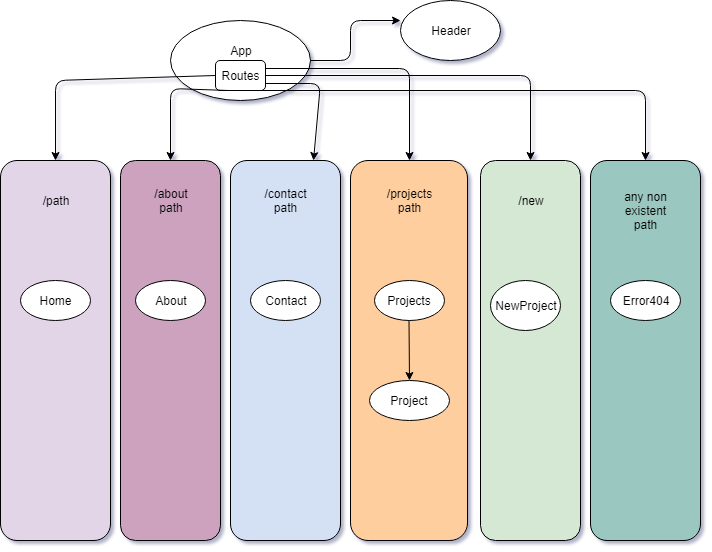 Header
App
Routes
/path
/about
path
/contact
path
/projects
path
/new
any non
existent
path
Home
About
Contact
Projects
NewProject
Error404
Project